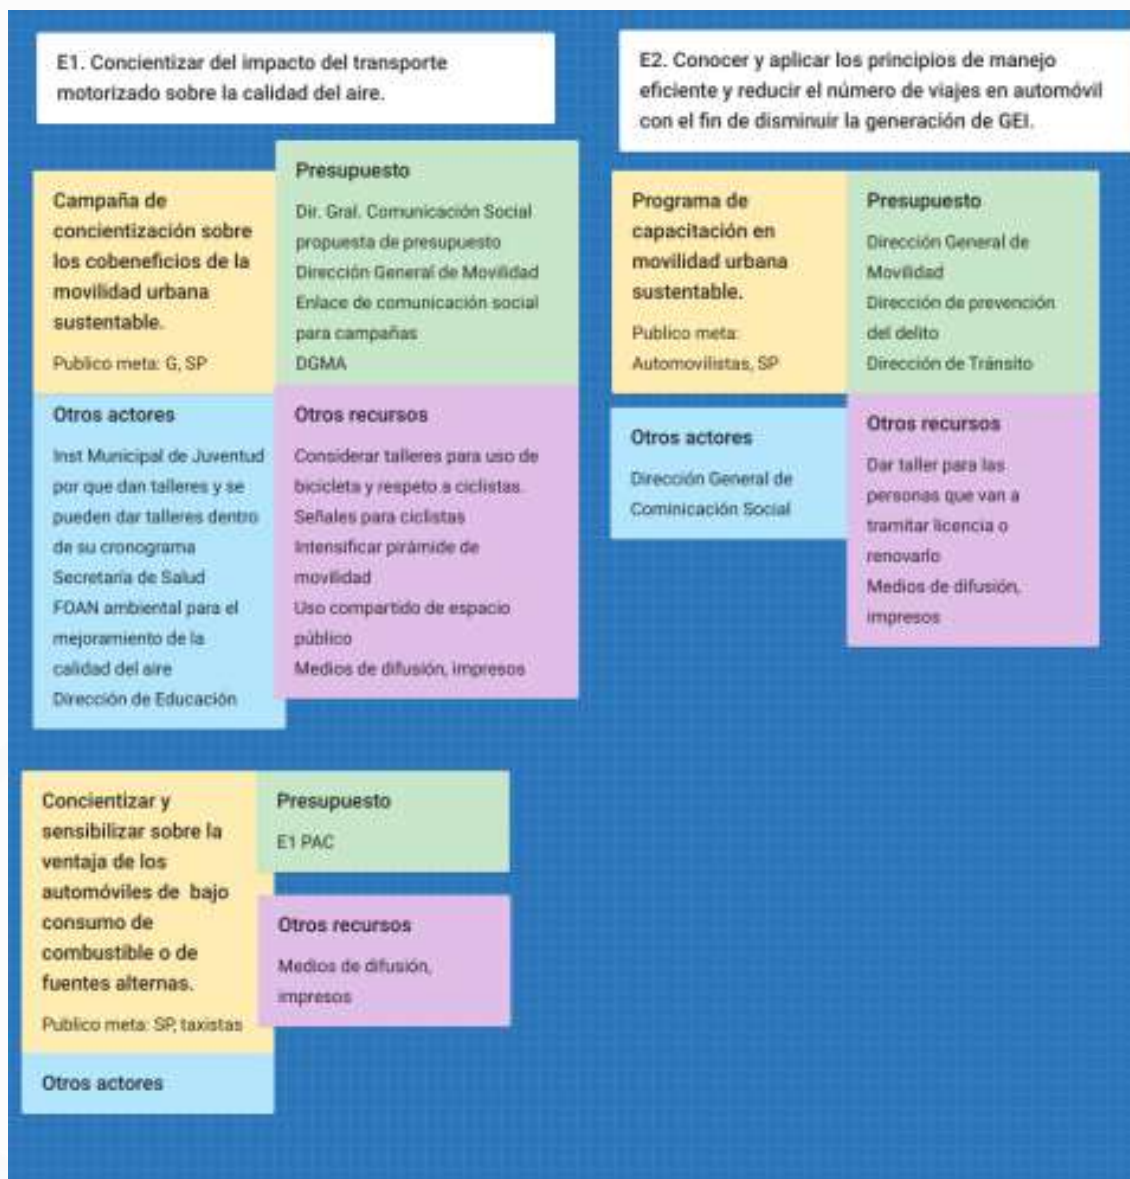 E1. Concientizar del impacto del transporte
motorizado sobre la calidad del aire.
Campaña de
concientización sobre
los cobeneficios de la
movilidad urbana
sustentable.
Publico meta: G, SP
Presupuesto
Dir. Gral. Comunicación Social
propuesta de presupuesto
Dirección General de Movilidad
Enlace de comunicación social
para campañas
DGMA
Otros actores
Inst Municipal de Juventud
por que dan talleres y se
pueden dar talleres dentro
de su cronograma
Secretaría de Salud
FOAN ambiental para el
mejoramiento de la
calidad del aire
Dirección de Educación
Otros recursos
Considerar talleres para uso de
bicicleta y respeto a ciclistas.
Señales para ciclistas
Intensificar pirámide de
movilidad
Uso compartido de espacio
público
Medios de difusión, impresos
Concientizar y
sensibilizar sobre la
ventaja de los
automóviles de bajo
consumo de
combustible o de
fuentes alternas.
Publico meta: SP, taxistas
Presupuesto
E1 PAC
Otros recursos
Medios de difusión,
impresos
Otros actores
E2. Conocer y aplicar los principios de manejo
eficiente y reducir el número de viajes en automóvil
con el fin de disminuir la generación de GEI.
Programa de
capacitación en
movilidad urbana
sustentable.
Publico meta:
Automovilistas, SP
Presupuesto
Dirección General de
Movilidad
Dirección de prevención
del delito
Dirección de Tránsito
Otros actores
Dirección General de
Cominicación Social
Otros recursos
Dar taller para las
personas que van a
tramitar licencia o
renovarlo
Medios de difusión,
impresos